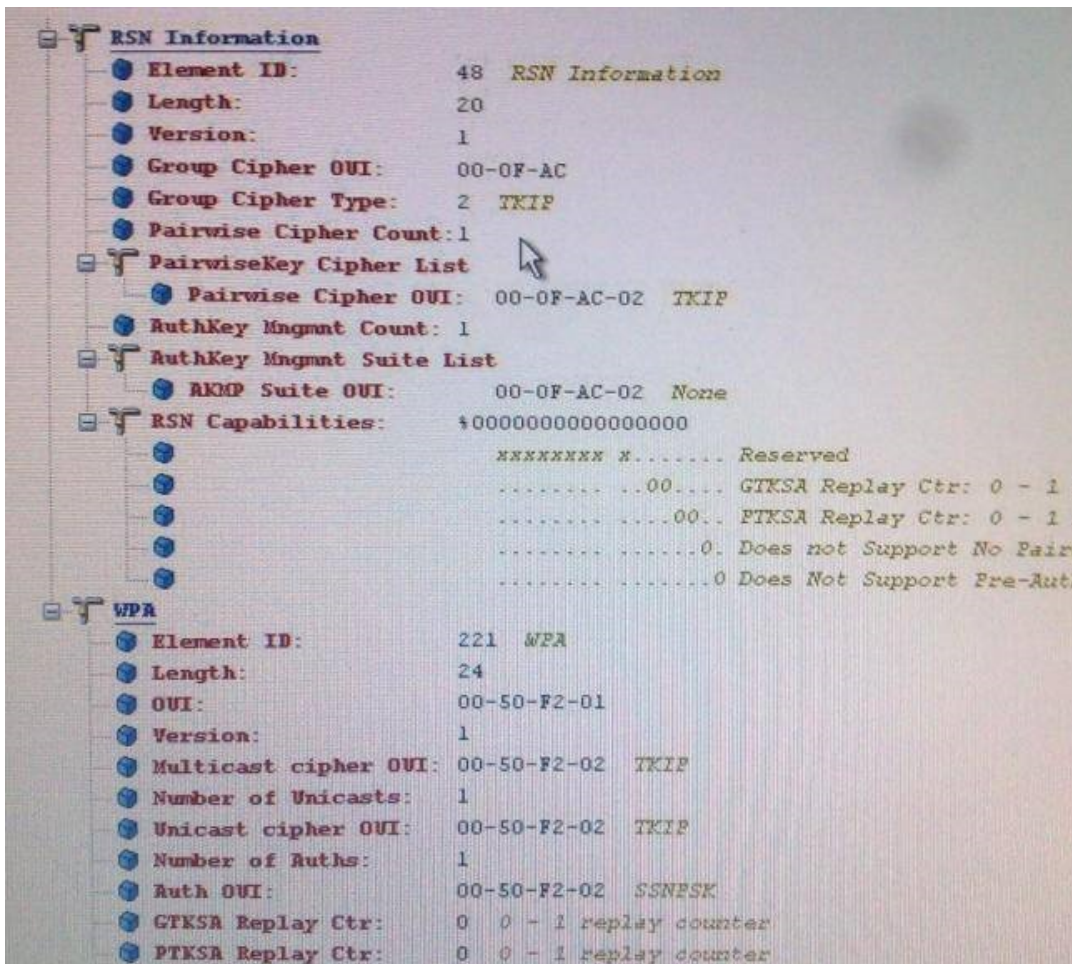 RSN Information
Element ID: 48 RSN Information
Length: 20
Version: 1
Group Cipher OUI: 00-0F-AC
Group Cipher Type: 2 TKIP
Pairwise Cipher Count:1
PairwiseKey Cipher List
Pairwise Cipher OUI: 00-0F-AC-02 TKIP
AuthKey Mngmnt Count: 1
AuthKey Mngmnt Suite List
AKMP Suite OUI: 00-0F-AC-02 None
RSN Capabilities: %0000000000000000
xxxxxxxx x....... Reserved
........ ..00.... GTKSA Replay Ctr: 0 - 1
........ ....00.. PTKSA Replay Ctr: 0 - 1
........ ......0. Does not Support No Pair
........ .......0 Does Not Support Pre-Aut
WPA
Element ID: 221 WPA
Length: 24
OUI: 00-50-F2-01
Version: 1
Multicast cipher OUI: 00-50-F2-02 TKIP
Number of Unicasts: 1
Unicast cipher OUI: 00-50-F2-02 TKIP
Number of Auths: 1
Auth OUI: 00-50-F2-02 SSNPSK
GTKSA Replay Ctr: 0 0 - 1 replay counter
PTKSA Replay Ctr: 0 0 - 1 replay counter